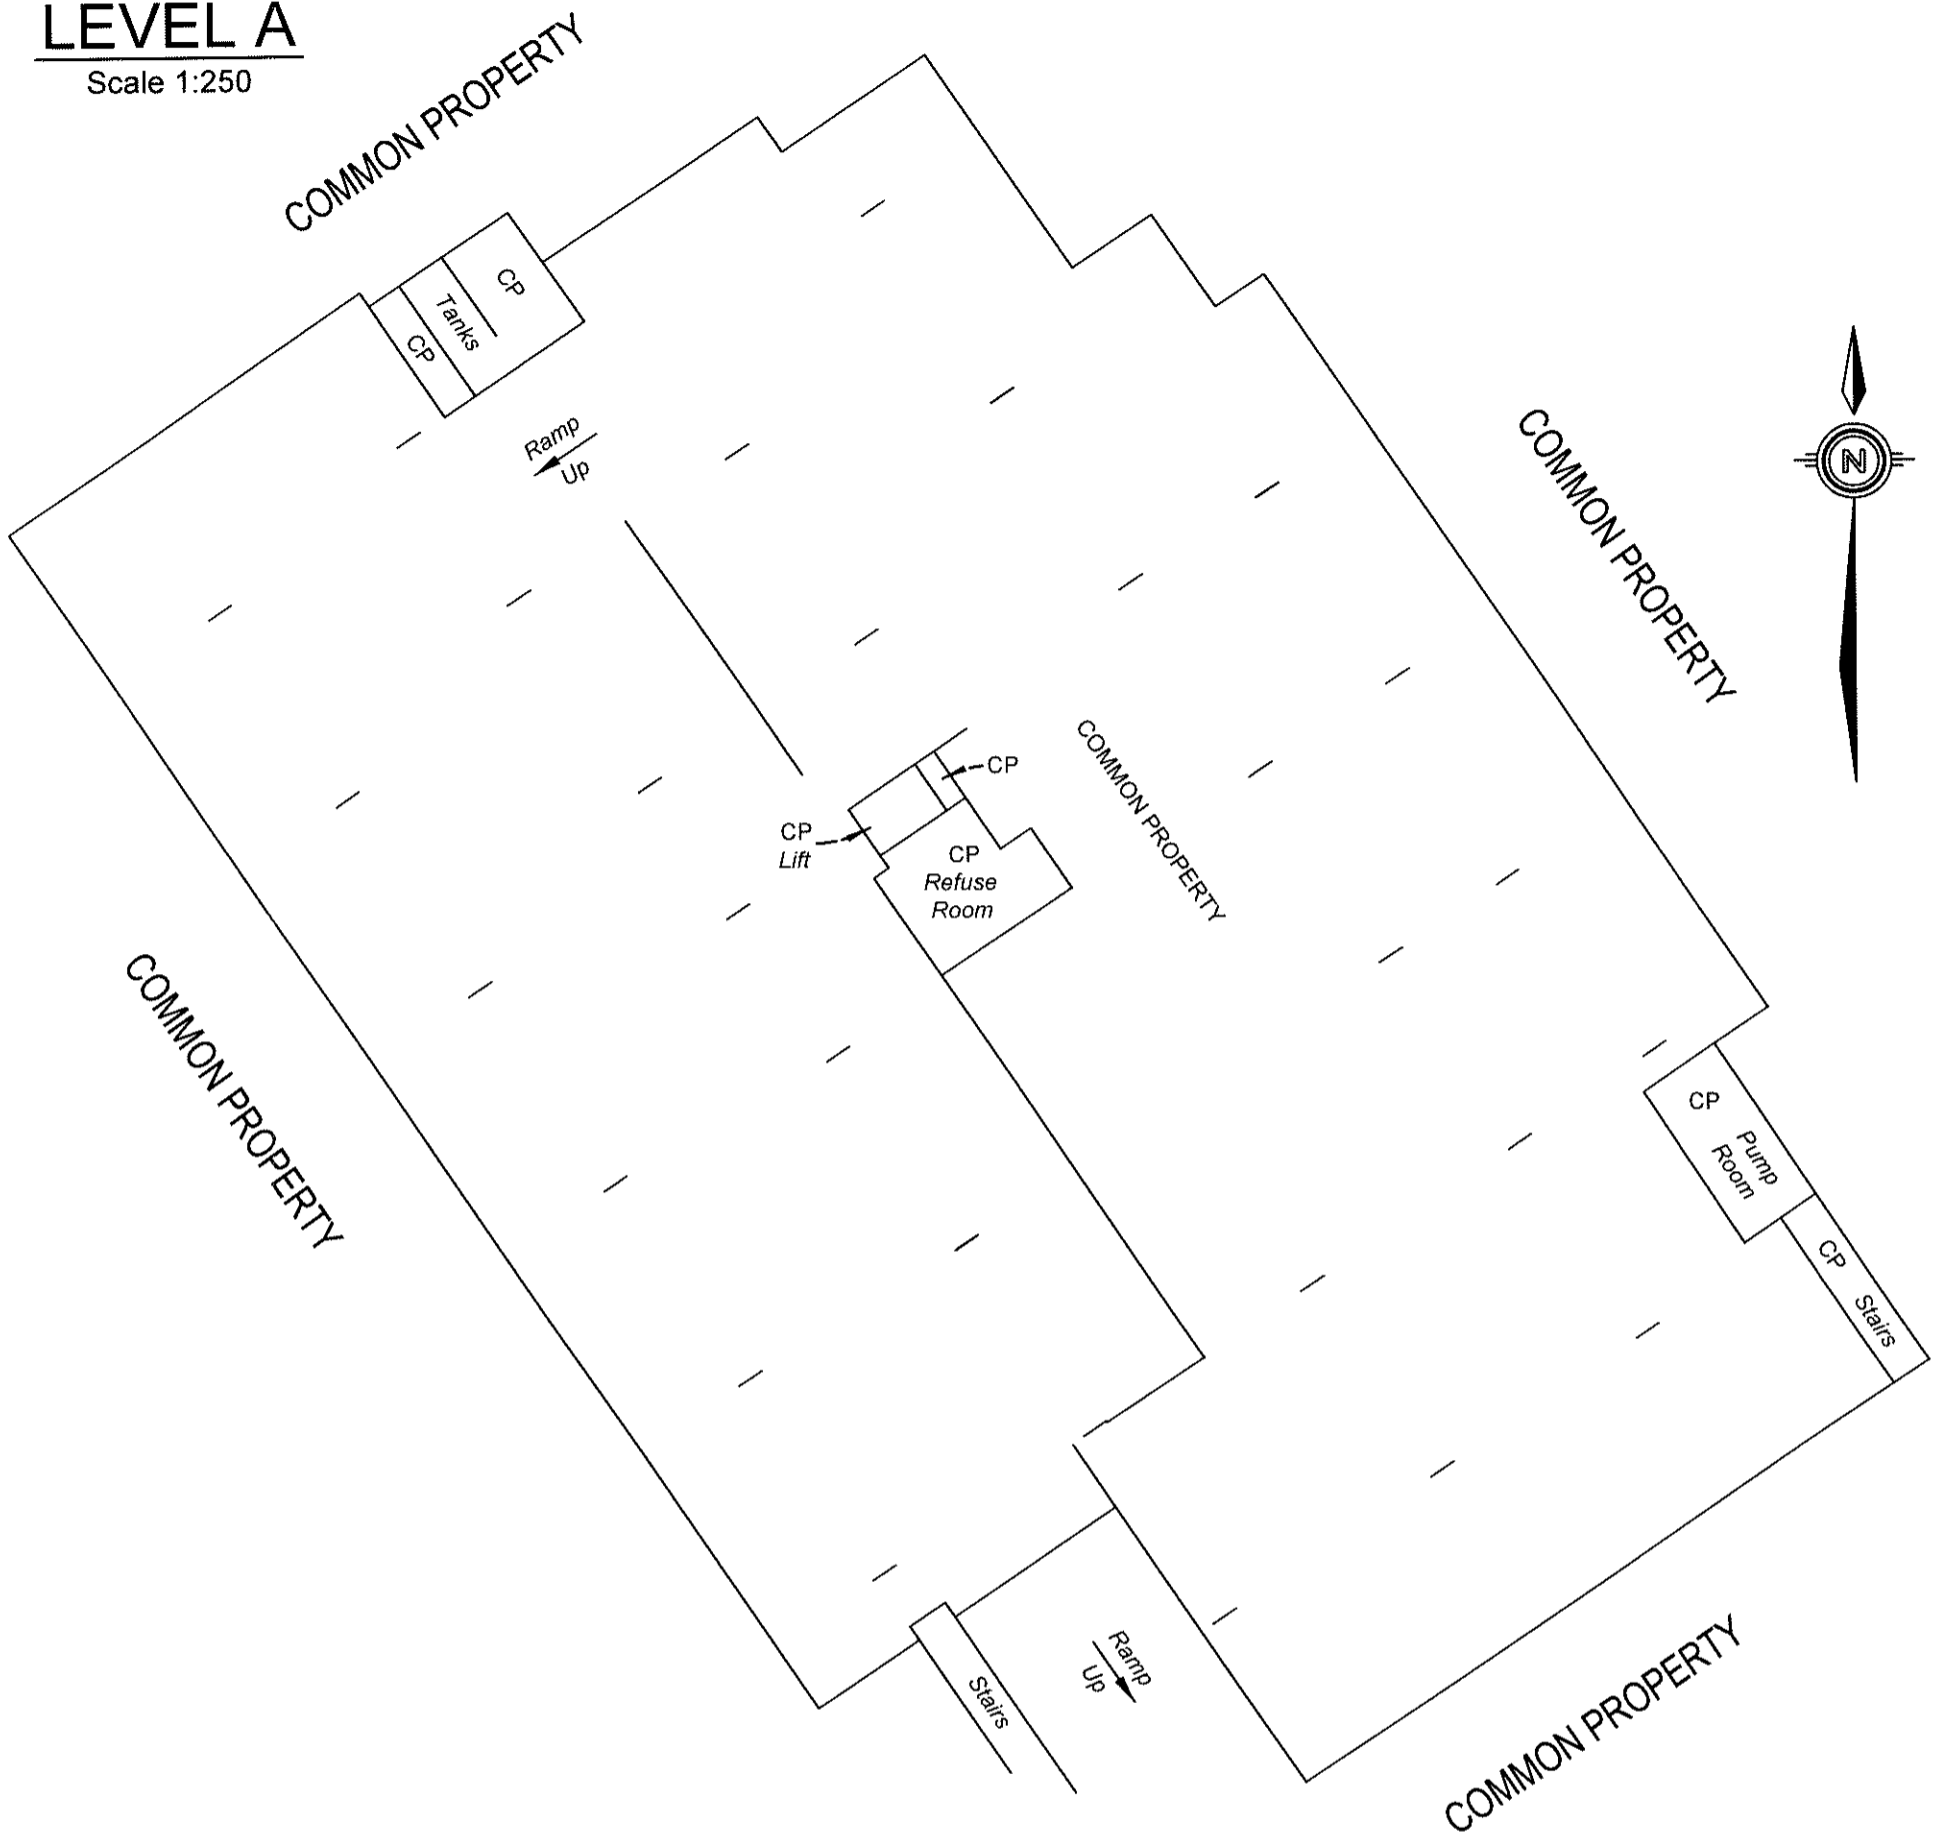 LEVEL A
Scale 1:250
COMMON PROPERTY
CP
Tanks
CP
Ramp
Up
COMMON PROPERTY
N
COMMON PROPERTY
CP
CP
Lift
CP
Refuse
Room
COMMON PROPERTY
CP
Pump
Room
CP
Stairs
Stairs
Ramp
Up
COMMON PROPERTY